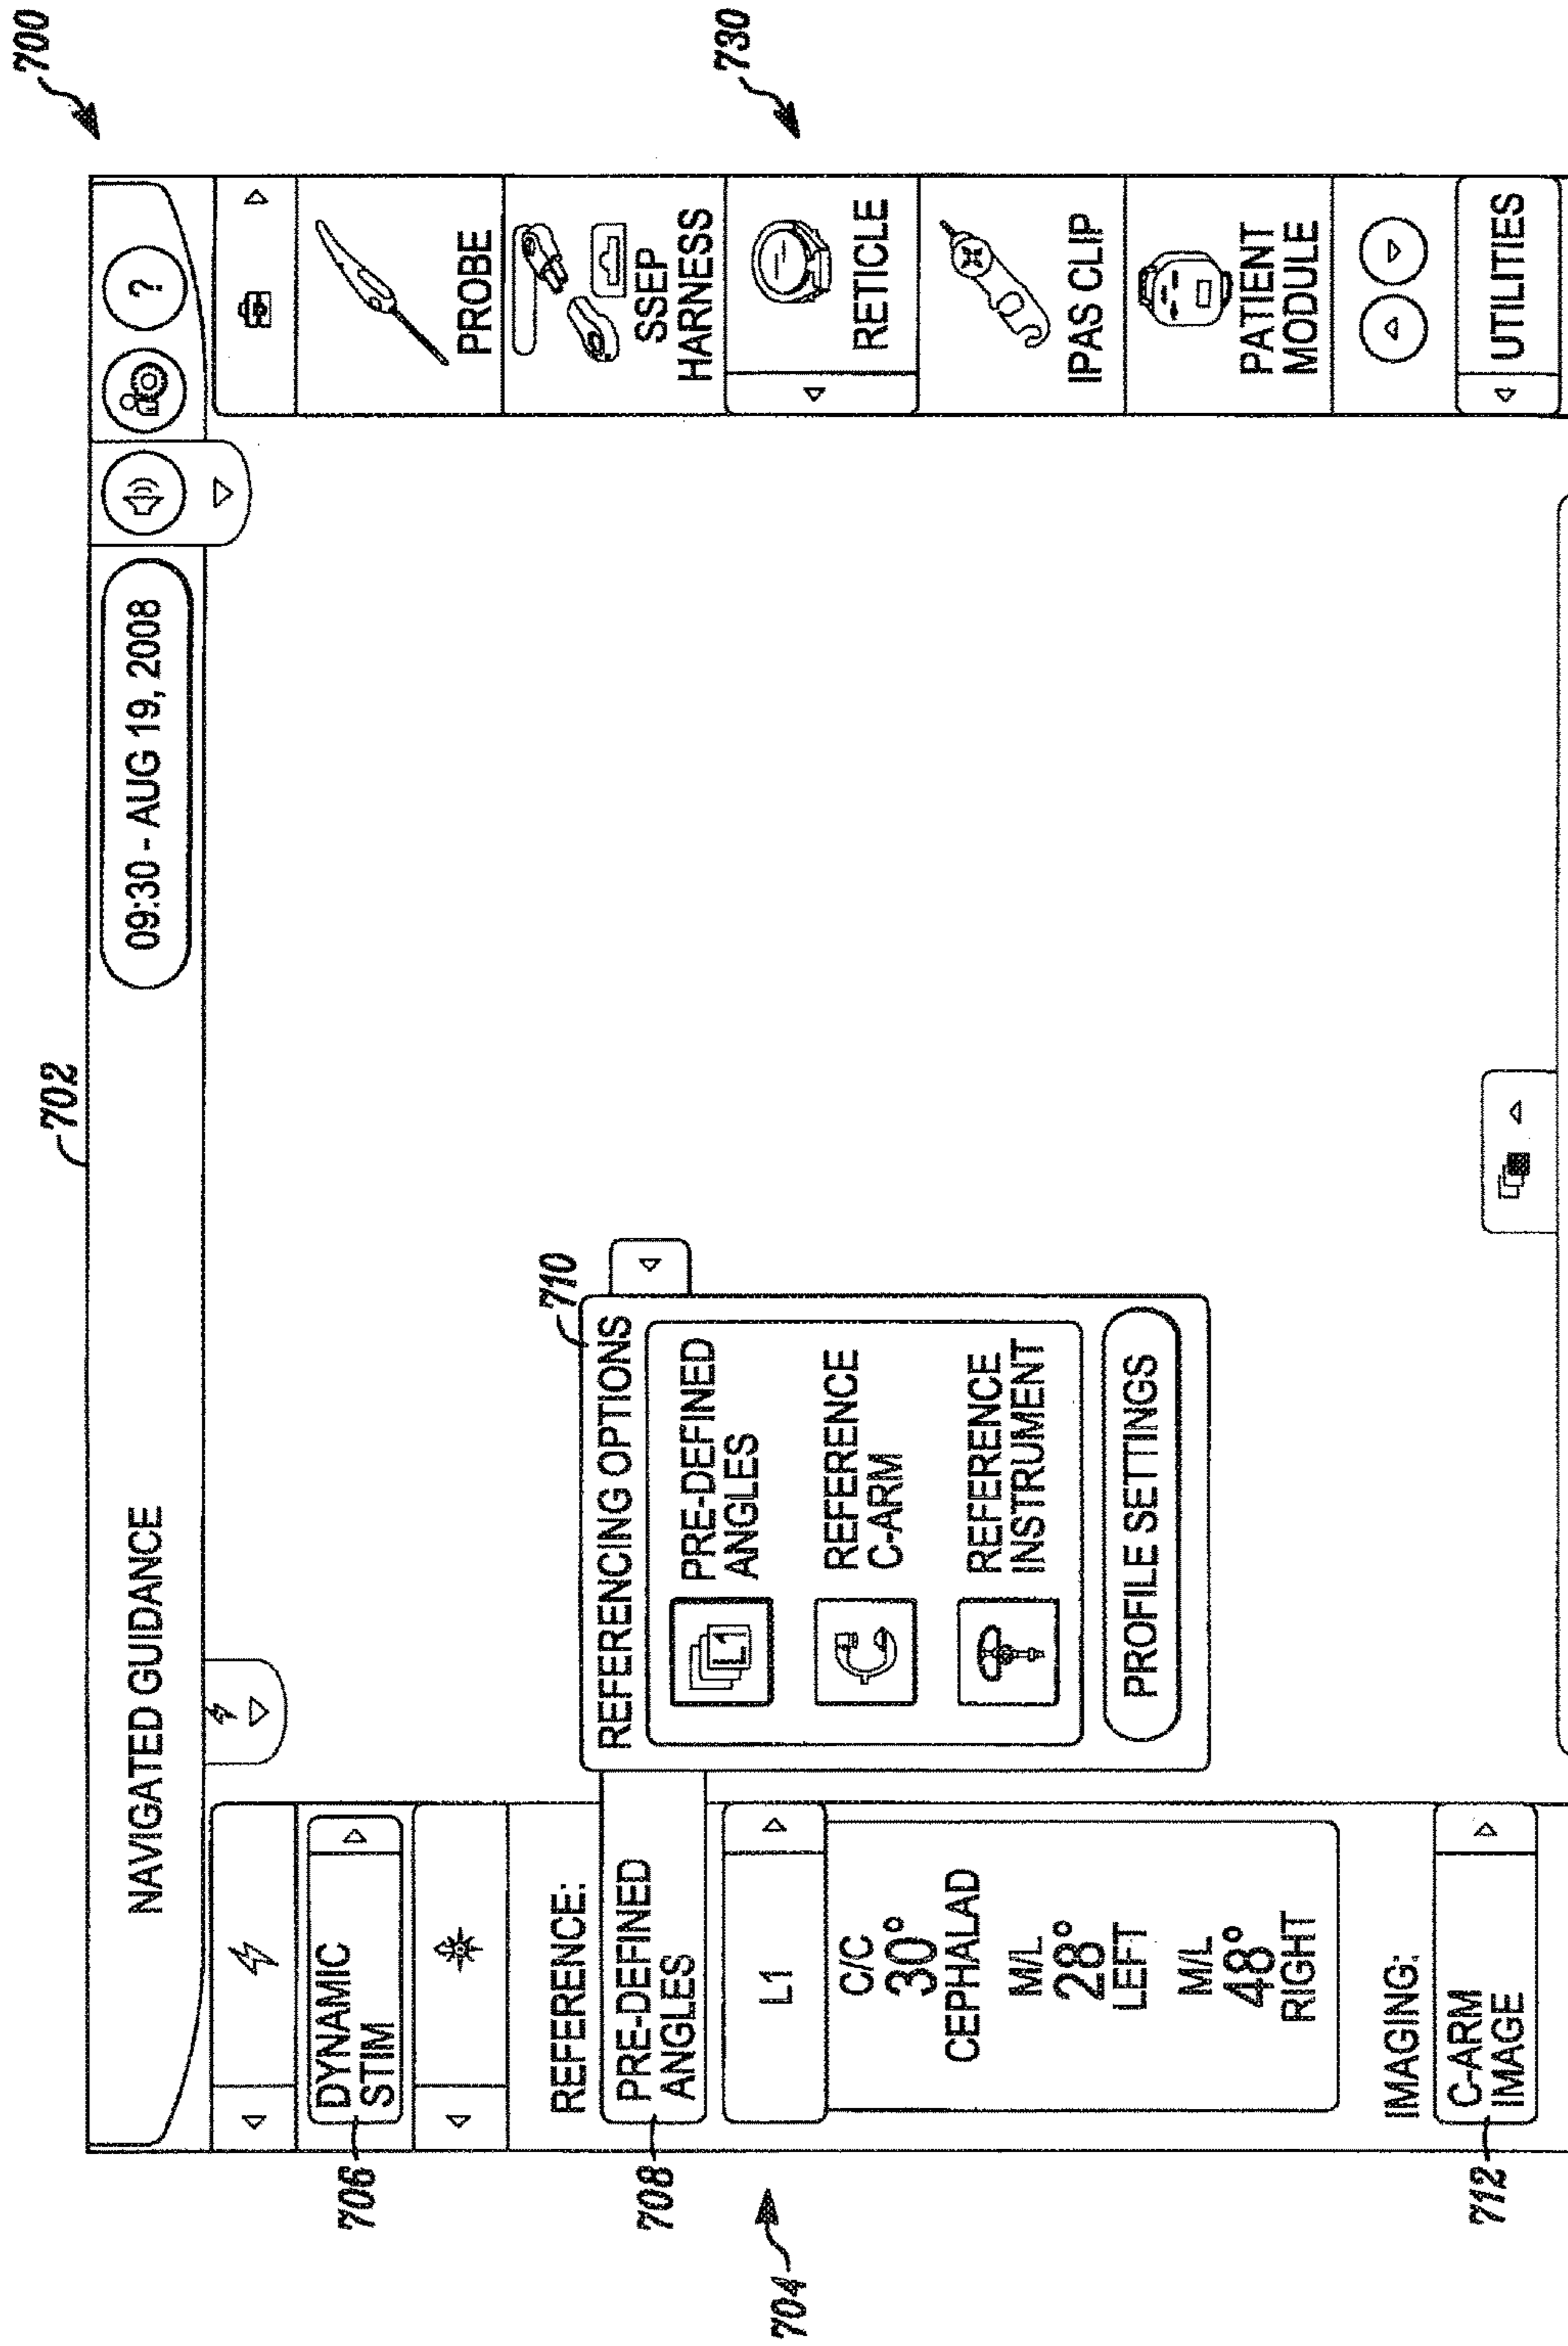 700
702
NAVIGATED GUIDANCE
09:30 - AUG 19, 2008
?
706
DYNAMIC
STIM
REFERENCE:
708
PRE-DEFINED
ANGLES
704
L1
C/C
30°
CEPHALAD
M/L
28°
LEFT
M/L
48°
RIGHT
IMAGING:
712
C-ARM
IMAGE
710
REFERENCING OPTIONS
L1
PRE-DEFINED
ANGLES
REFERENCE
C-ARM
REFERENCE
INSTRUMENT
PROFILE SETTINGS
730
PROBE
SSEP
HARNESS
RETICLE
IPAS CLIP
PATIENT
MODULE
UTILITIES